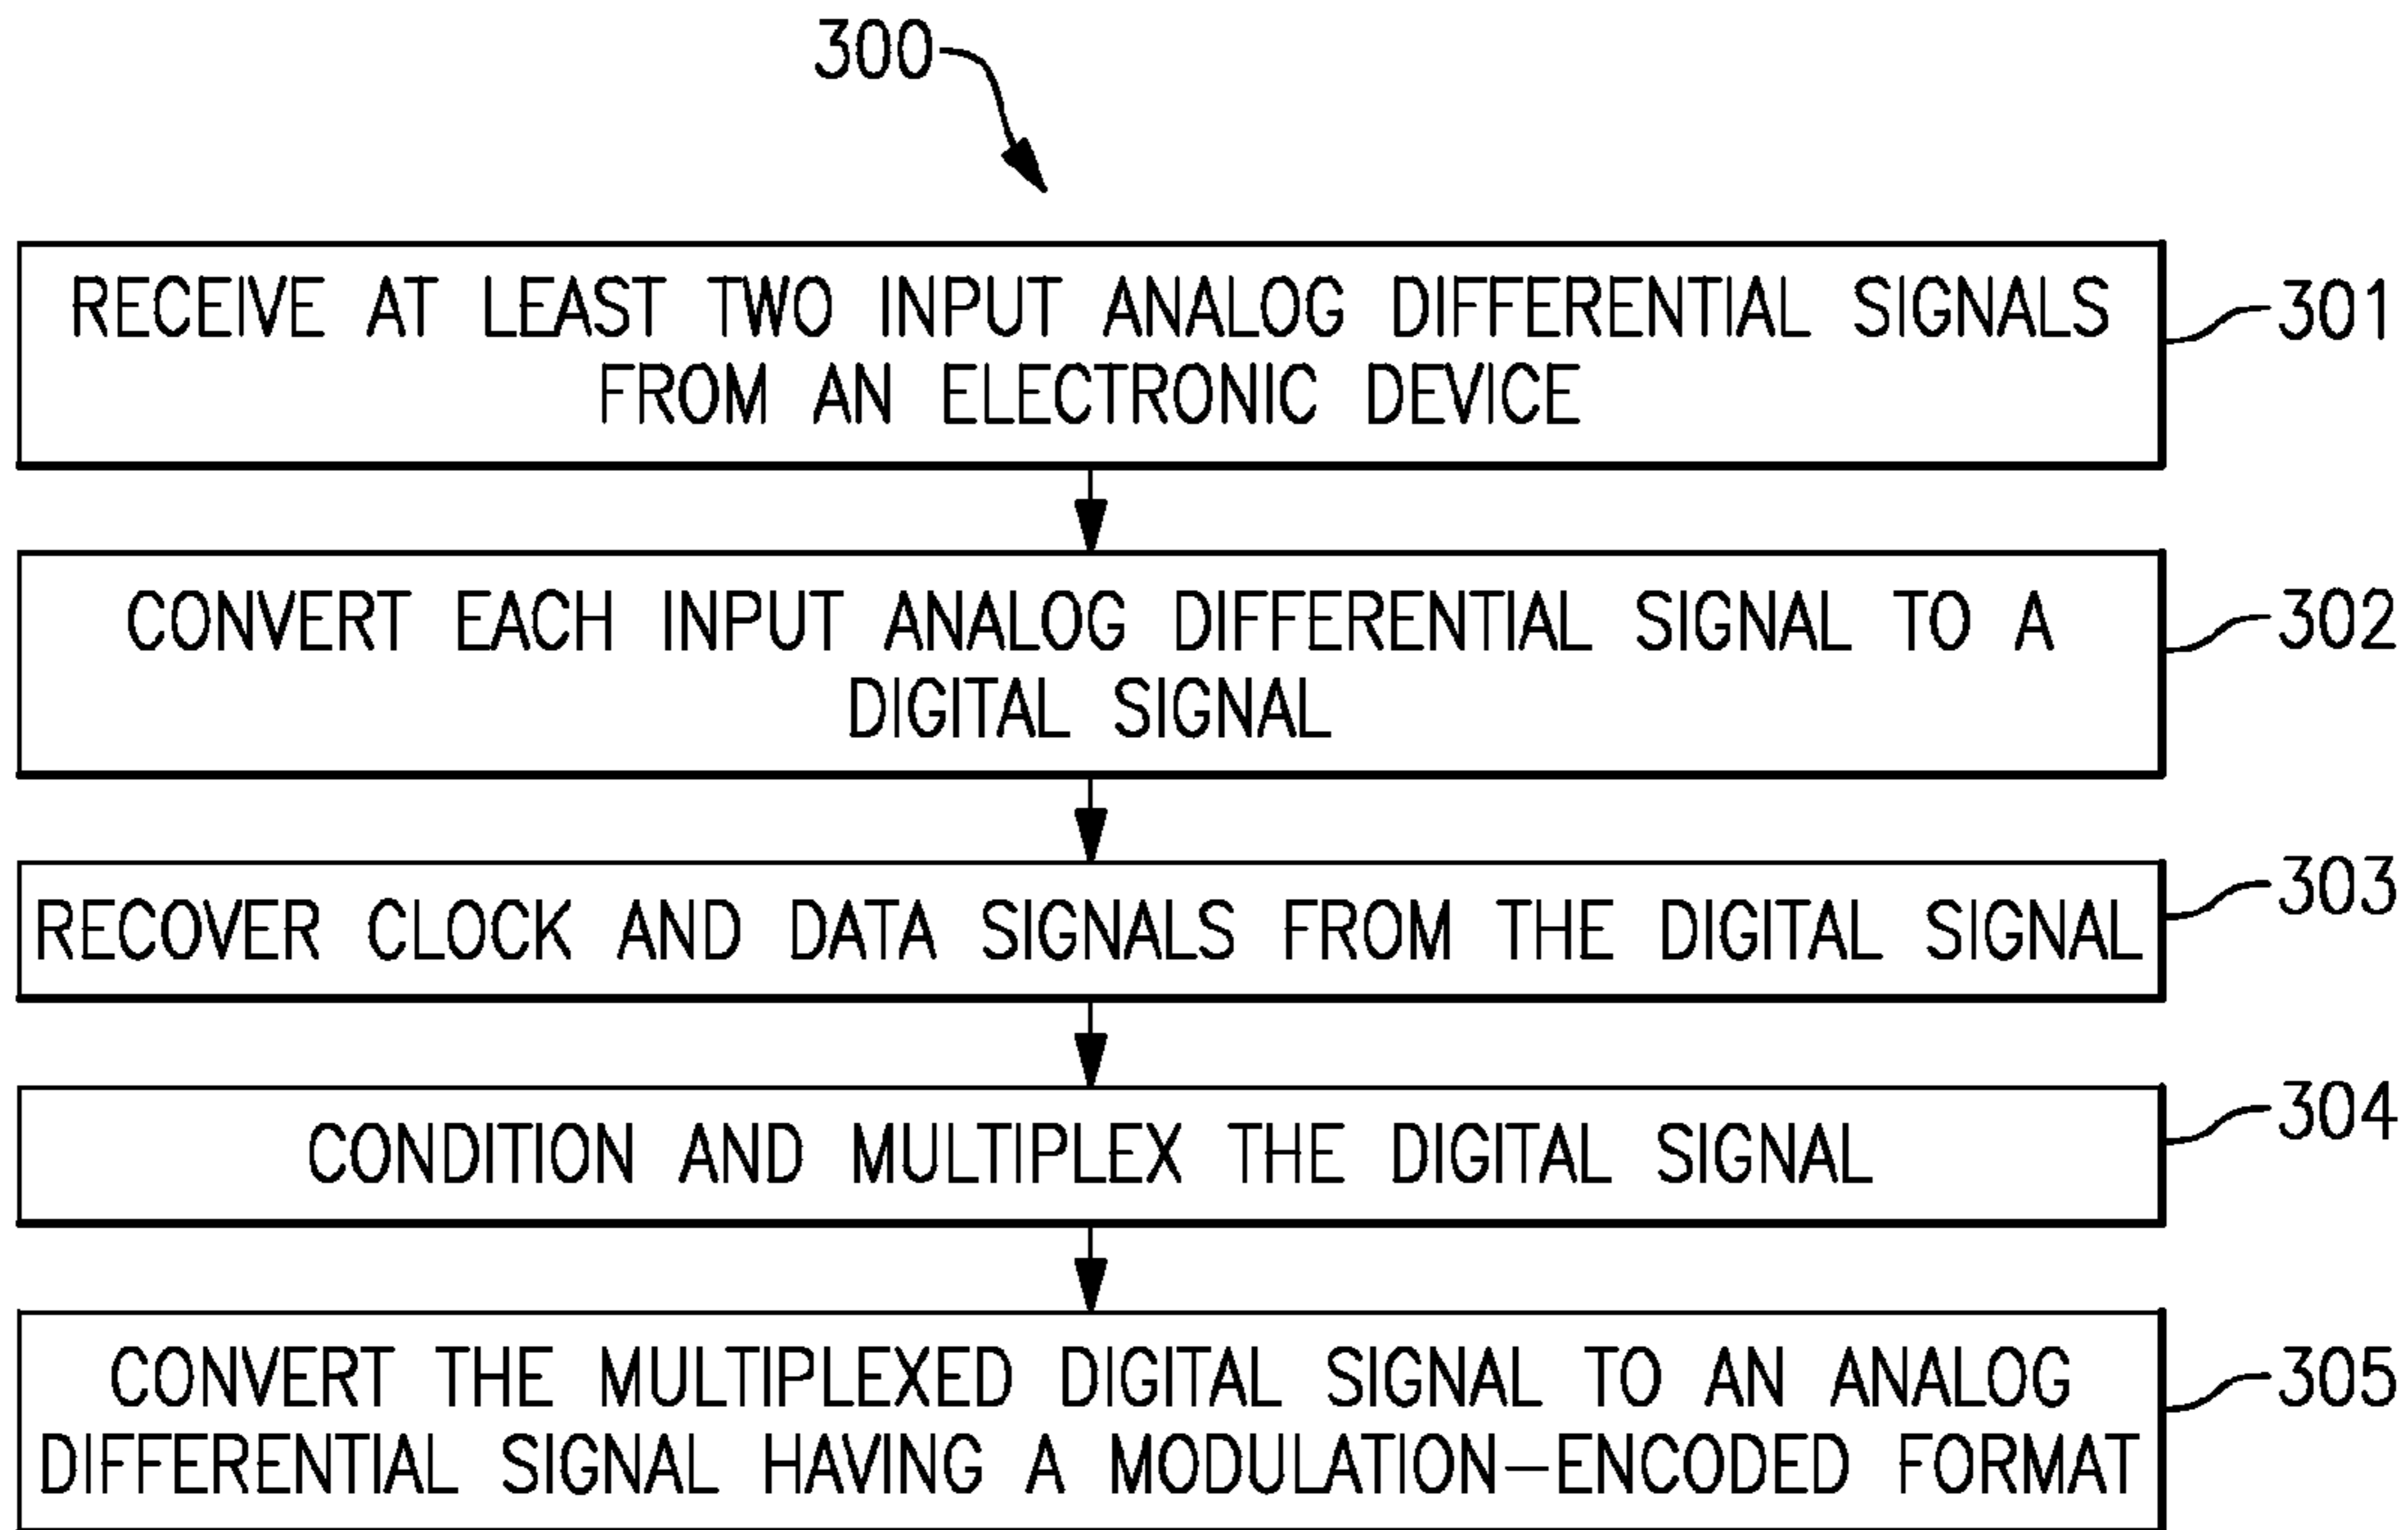 300
RECEIVE AT LEAST TWO INPUT ANALOG DIFFERENTIAL SIGNALS
FROM AN ELECTRONIC DEVICE
301
CONVERT EACH INPUT ANALOG DIFFERENTIAL SIGNAL TO A
DIGITAL SIGNAL
302
RECOVER CLOCK AND DATA SIGNALS FROM THE DIGITAL SIGNAL
303
CONDITION AND MULTIPLEX THE DIGITAL SIGNAL
304
CONVERT THE MULTIPLEXED DIGITAL SIGNAL TO AN ANALOG
DIFFERENTIAL SIGNAL HAVING A MODULATION—ENCODED FORMAT
305